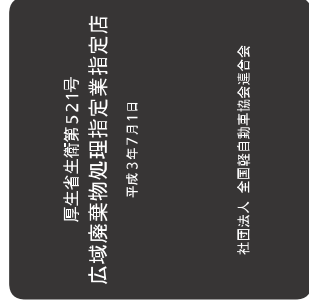 厚生省生衛第521号
広域廃棄物処理指定業指定店
平成3年7月1日
社団法人 全国軽自動車協会連合会